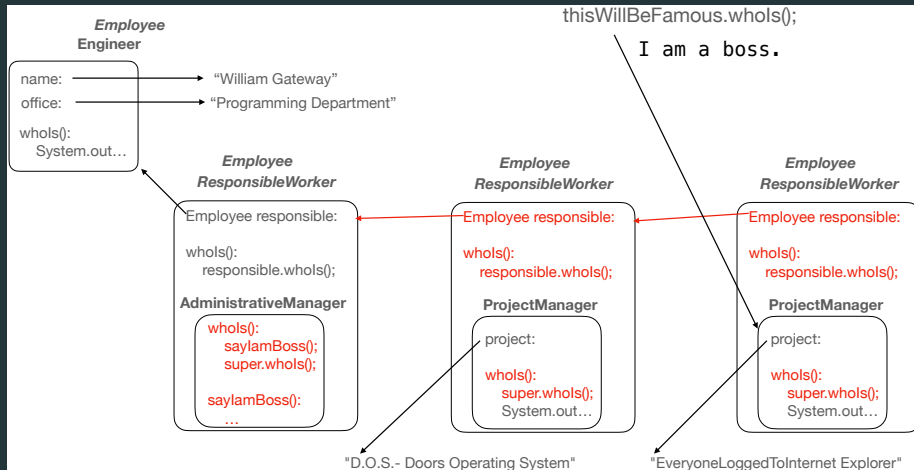 thisWillBeFamous.whoIs();
I am a boss.
Employee
Engineer
name:
"William Gateway"
office:
"Programming Department"
whoIs():
System.out...
Employee
ResponsibleWorker
Employee responsible:
whoIs():
responsible.whoIs();
AdministrativeManager
whoIs():
sayIamBoss();
super.whoIs();
sayIamBoss():
...
Employee
ResponsibleWorker
Employee responsible:
whoIs():
responsible.whoIs();
ProjectManager
project:
whoIs():
super.whoIs();
System.out...
"D.O.S.- Doors Operating System"
Employee
ResponsibleWorker
Employee responsible:
whoIs():
responsible.whoIs();
ProjectManager
project:
whoIs():
super.whoIs();
System.out...
"EveryoneLoggedToInternet Explorer"